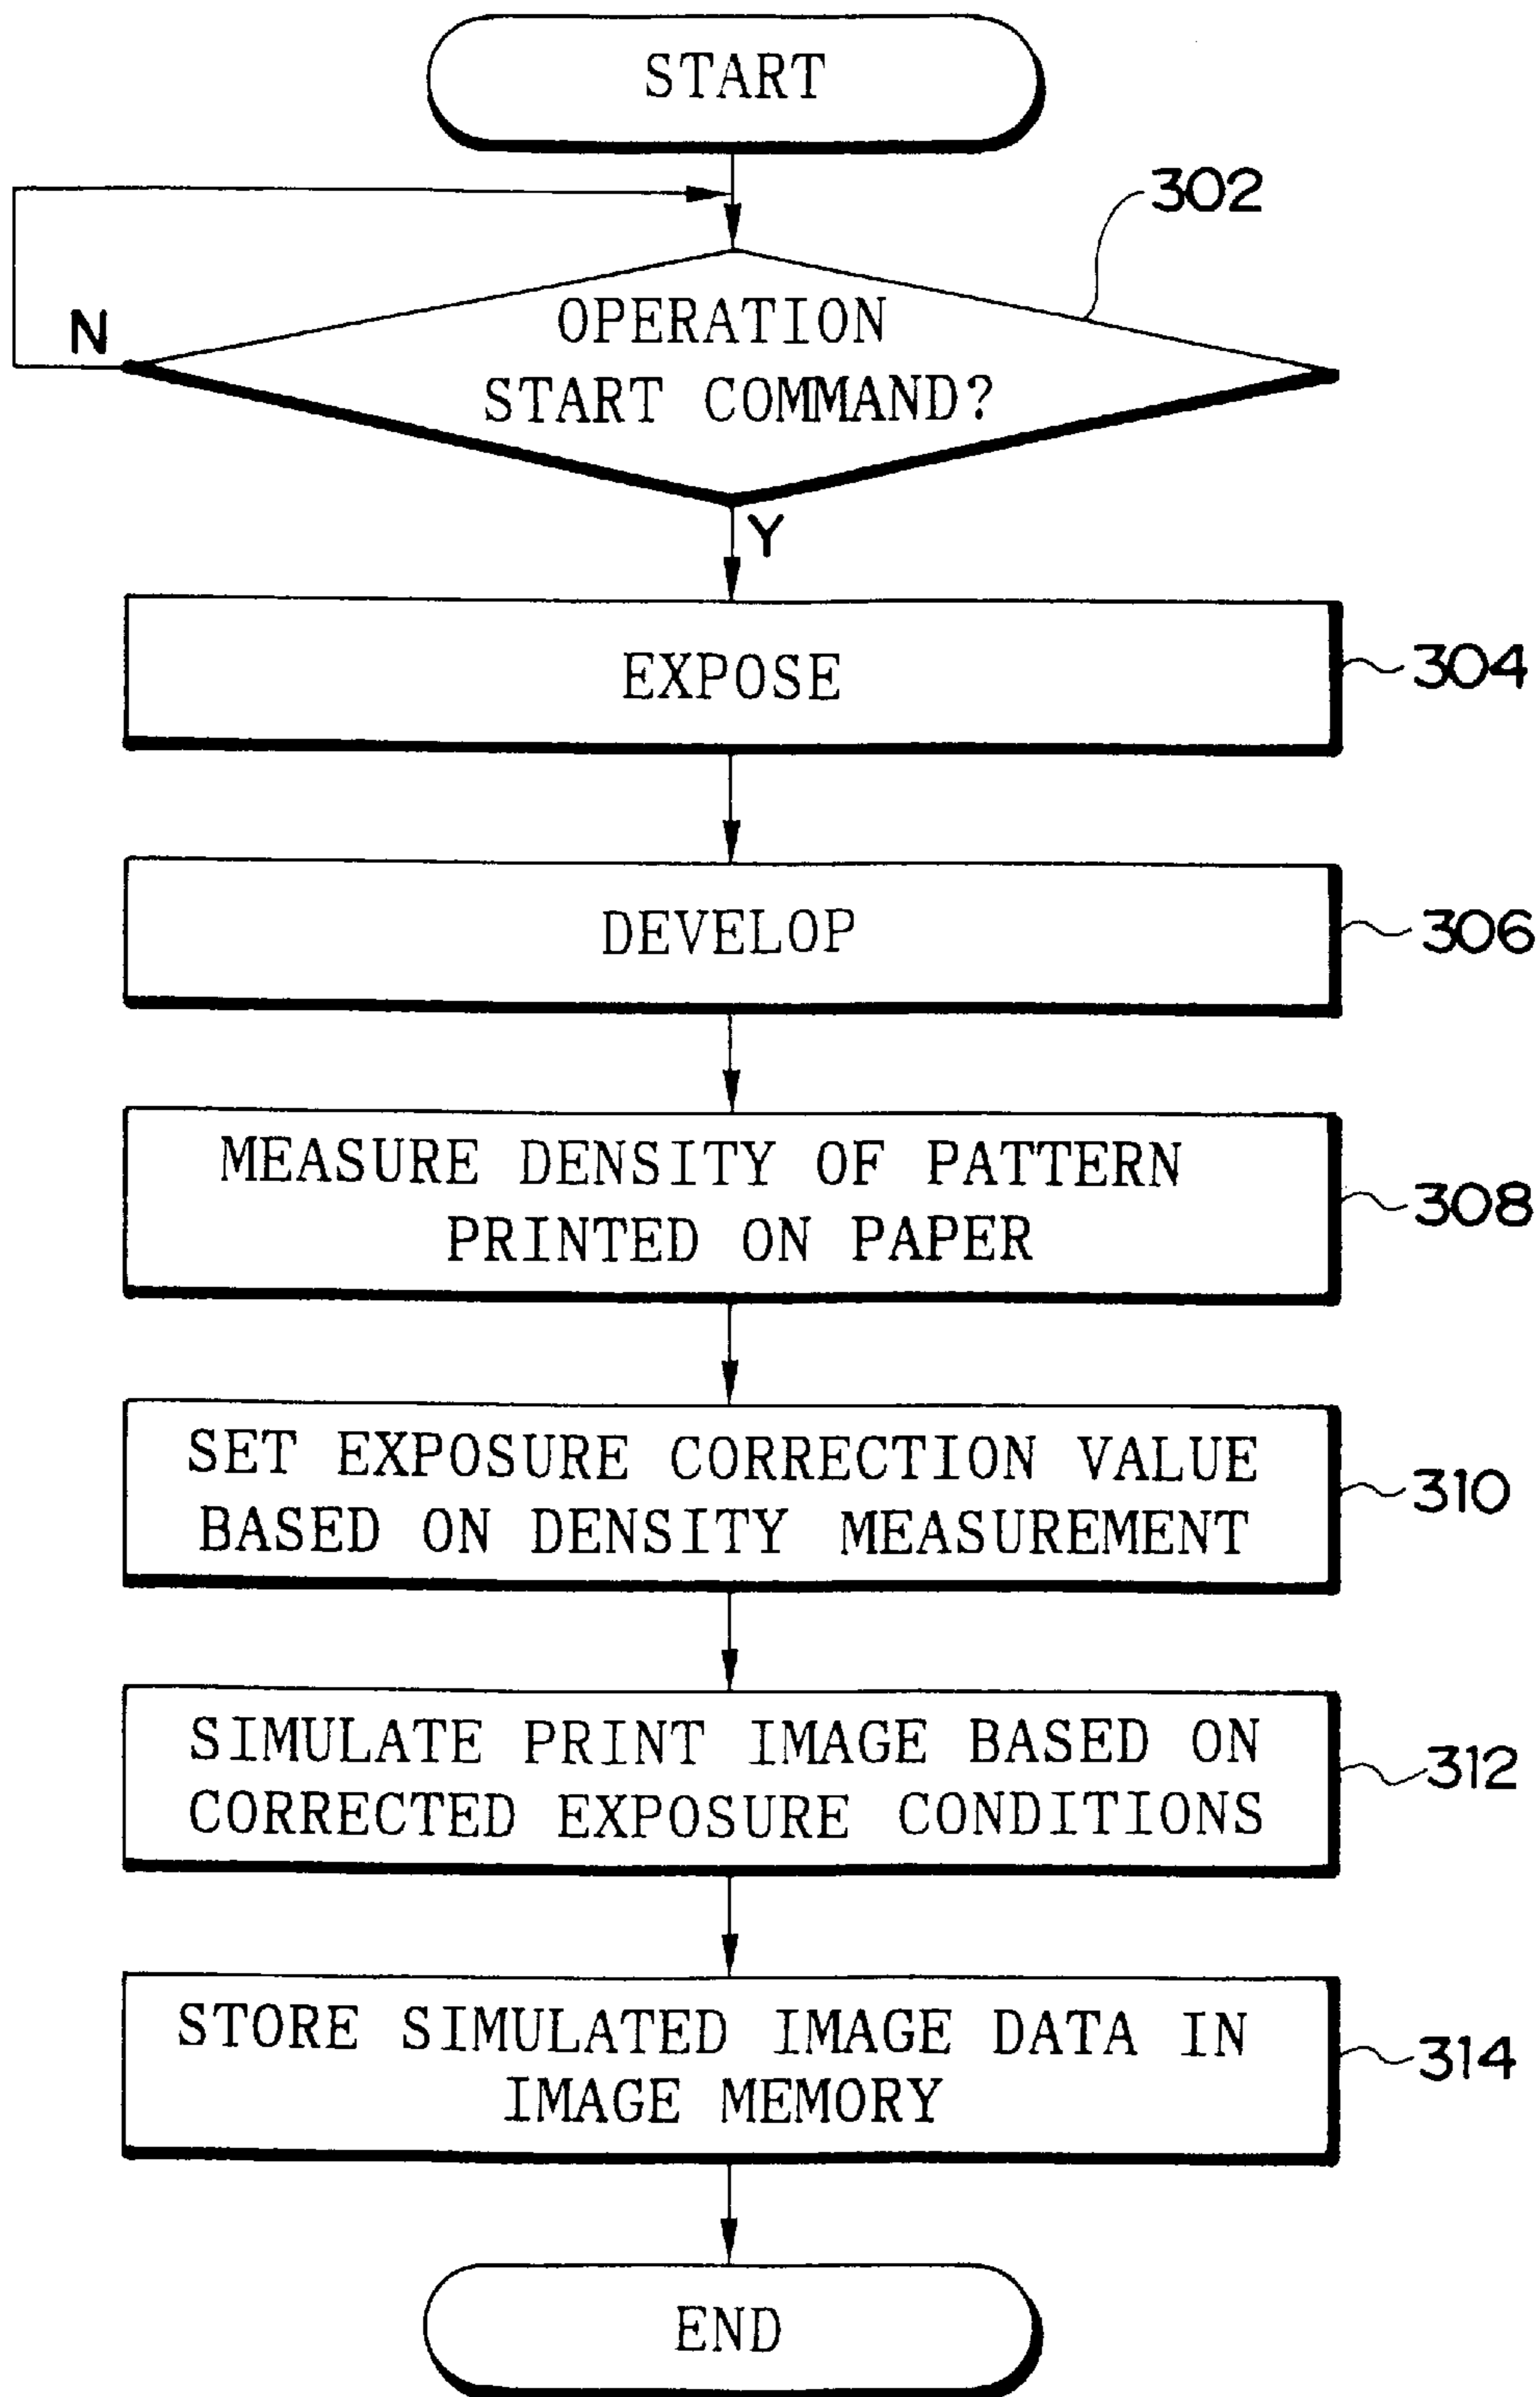 START
302
N
OPERATION
START COMMAND?
Y
EXPOSE
304
DEVELOP
306
MEASURE DENSITY OF PATTERN
PRINTED ON PAPER
308
SET EXPOSURE CORRECTION VALUE
BASED ON DENSITY MEASUREMENT
310
SIMULATE PRINT IMAGE BASED ON
CORRECTED EXPOSURE CONDITIONS
312
STORE SIMULATED IMAGE DATA IN
IMAGE MEMORY
314
END